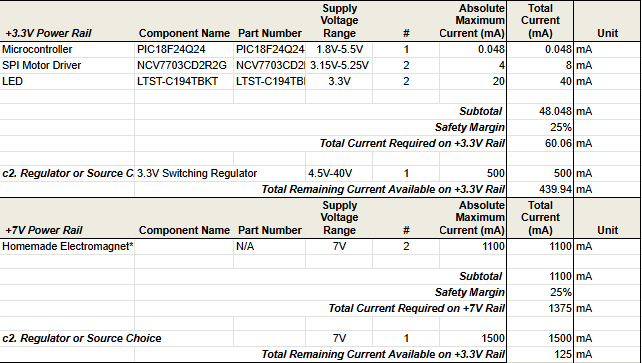 +3.3V Power Rail Component Name Part Number Supply Voltage Range # Absolute Maximum Current (mA) Total Current (mA) Unit
Microcontroller PIC18F24Q24 PIC18F24Q24 1.8V-5.5V 1 0.048 0.048 mA
SPI Motor Driver NCV7703CD2R2G NCV7703CD2 3.15V-5.25V 2 4 8 mA
LED LTST-C194TBKT LTST-C194TB 3.3V 2 20 40 mA
Subtotal 48.048 mA
Safety Margin 25%
Total Current Required on +3.3V Rail 60.06 mA
c2. Regulator or Source C 3.3V Switching Regulator 4.5V-40V 1 500 500 mA
Total Remaining Current Available on +3.3V Rail 439.94 mA
+7V Power Rail Component Name Part Number Supply Voltage Range # Absolute Maximum Current (mA) Total Current (mA) Unit
Homemade Electromagnet* N/A 7V 2 1100 1100 mA
Subtotal 1100 mA
Safety Margin 25%
Total Current Required on +7V Rail 1375 mA
c2. Regulator or Source Choice 7V 1 1500 1500 mA
Total Remaining Current Available on +3.3V Rail 125 mA